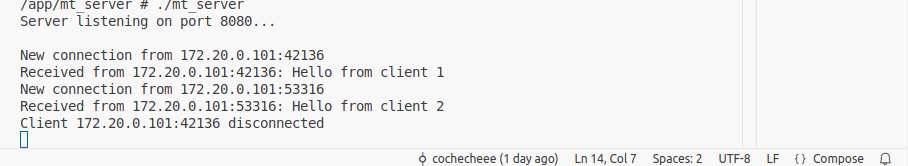 /app/mt_server # ./mt_server
Server listening on port 8080...
New connection from 172.20.0.101:42136
Received from 172.20.0.101:42136: Hello from client 1
New connection from 172.20.0.101:53316
Received from 172.20.0.101:53316: Hello from client 2
Client 172.20.0.101:42136 disconnected
cochecheee (1 day ago) Ln 14, Col 7 Spaces: 2 UTF-8 LF {} Compose